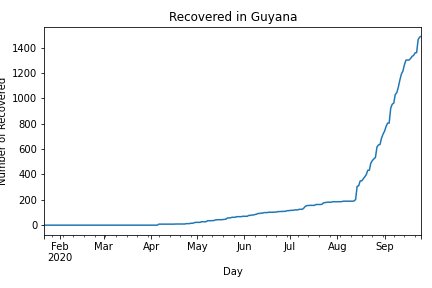 Recovered in Guyana
Number of Recovered
1400
1200
1000
800
600
400
200
0
Feb
2020
Mar
Apr
May
Jun
Jul
Aug
Sep
Day